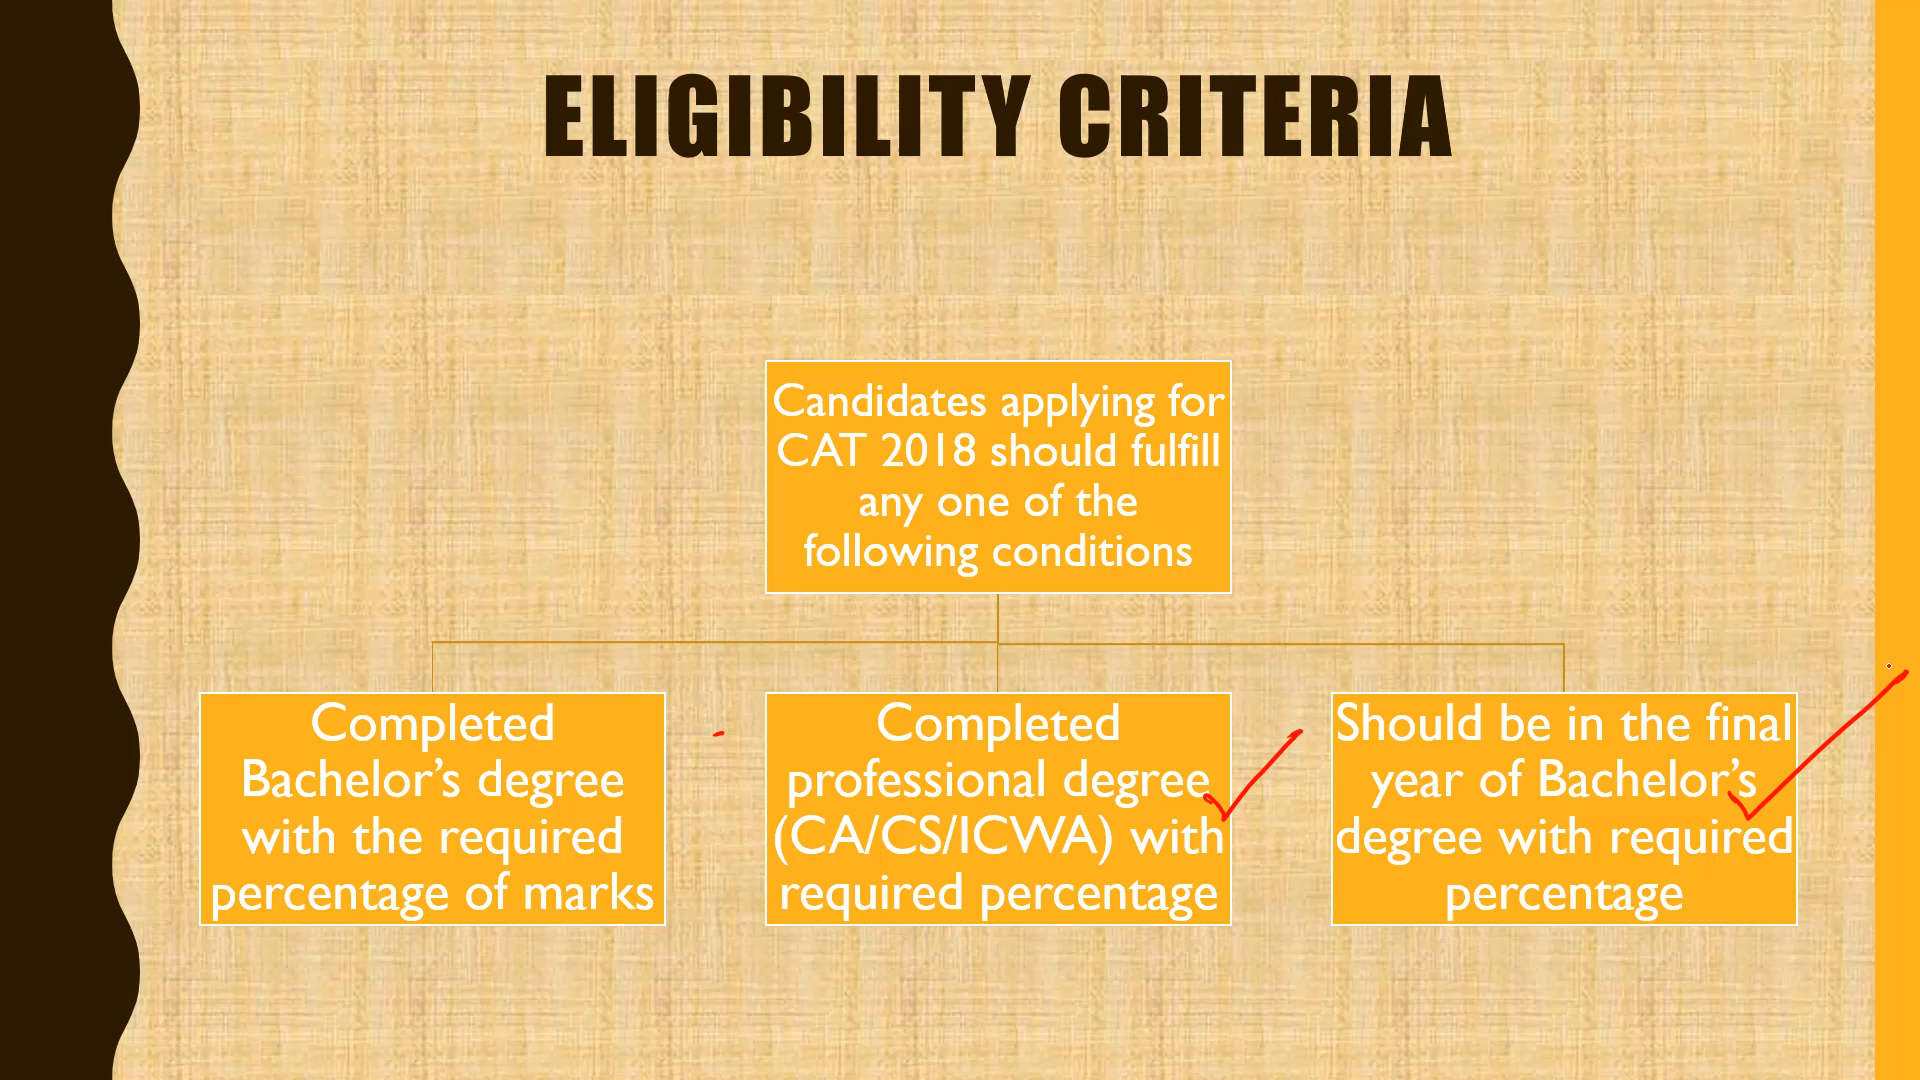 ELIGIBILITY CRITERIA
Candidates applying for
CAT 2018 should fulfill
any one of the
following conditions
Completed
Bachelor’s degree
with the required
percentage of marks
Completed
professional degree
(CA/CS/ICWA) with
required percentage
Should be in the final
year of Bachelor’s
degree with required
percentage